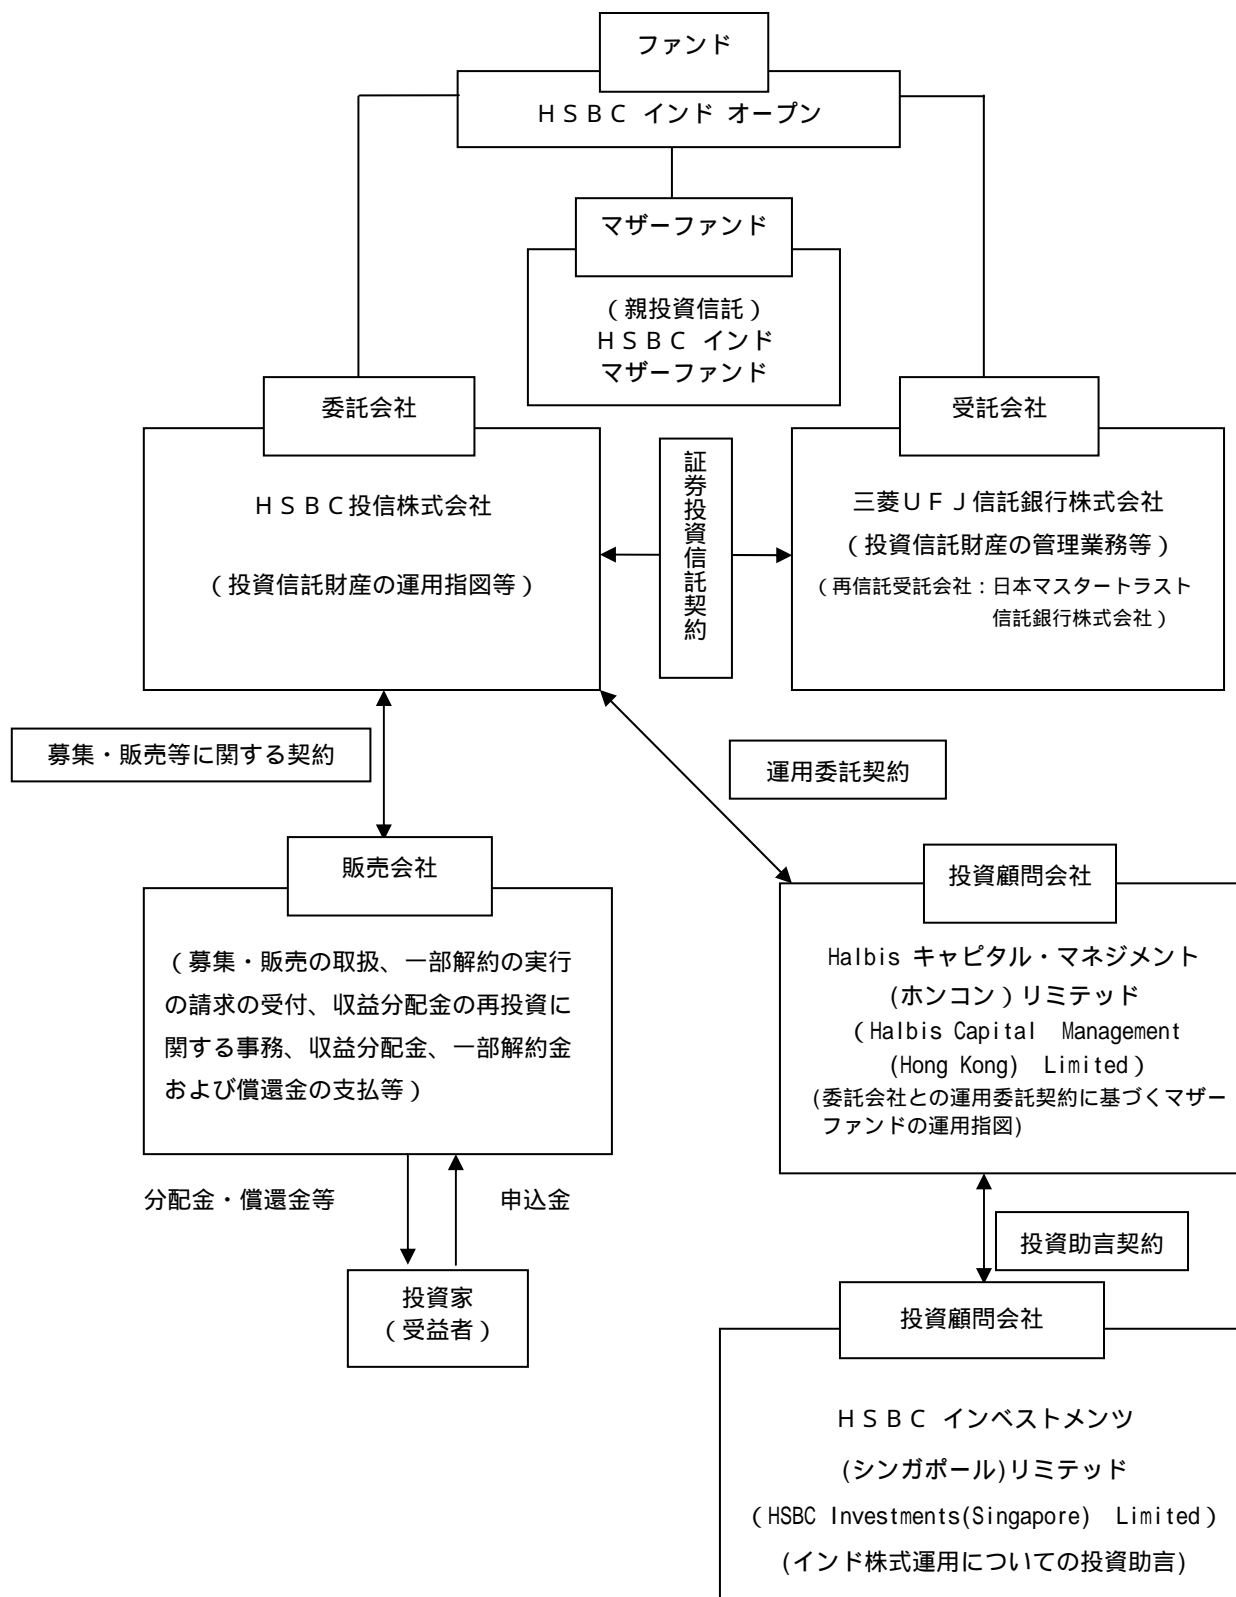 ファンド
ＨＳＢＣ インド オープン
マザーファンド
（親投資信託）
ＨＳＢＣ インド
マザーファンド
委託会社
ＨＳＢＣ投信株式会社
（投資信託財産の運用指図等）
証券投資信託契約
受託会社
三菱ＵＦＪ信託銀行株式会社
（投資信託財産の管理業務等）
（再信託受託会社：日本マスタートラスト
信託銀行株式会社）
募集・販売等に関する契約
運用委託契約
販売会社
（募集・販売の取扱、一部解約の実行
の請求の受付、収益分配金の再投資に
関する事務、収益分配金、一部解約金
および償還金の支払等）
投資顧問会社
Halbis キャピタル・マネジメント
(ホンコン）リミテッド
（Halbis Capital Management
(Hong Kong) Limited）
(委託会社との運用委託契約に基づくマザー
ファンドの運用指図)
分配金・償還金等
申込金
投資助言契約
投資家
（受益者）
投資顧問会社
ＨＳＢＣ インベストメンツ
(シンガポール)リミテッド
（HSBC Investments(Singapore) Limited）
(インド株式運用についての投資助言)